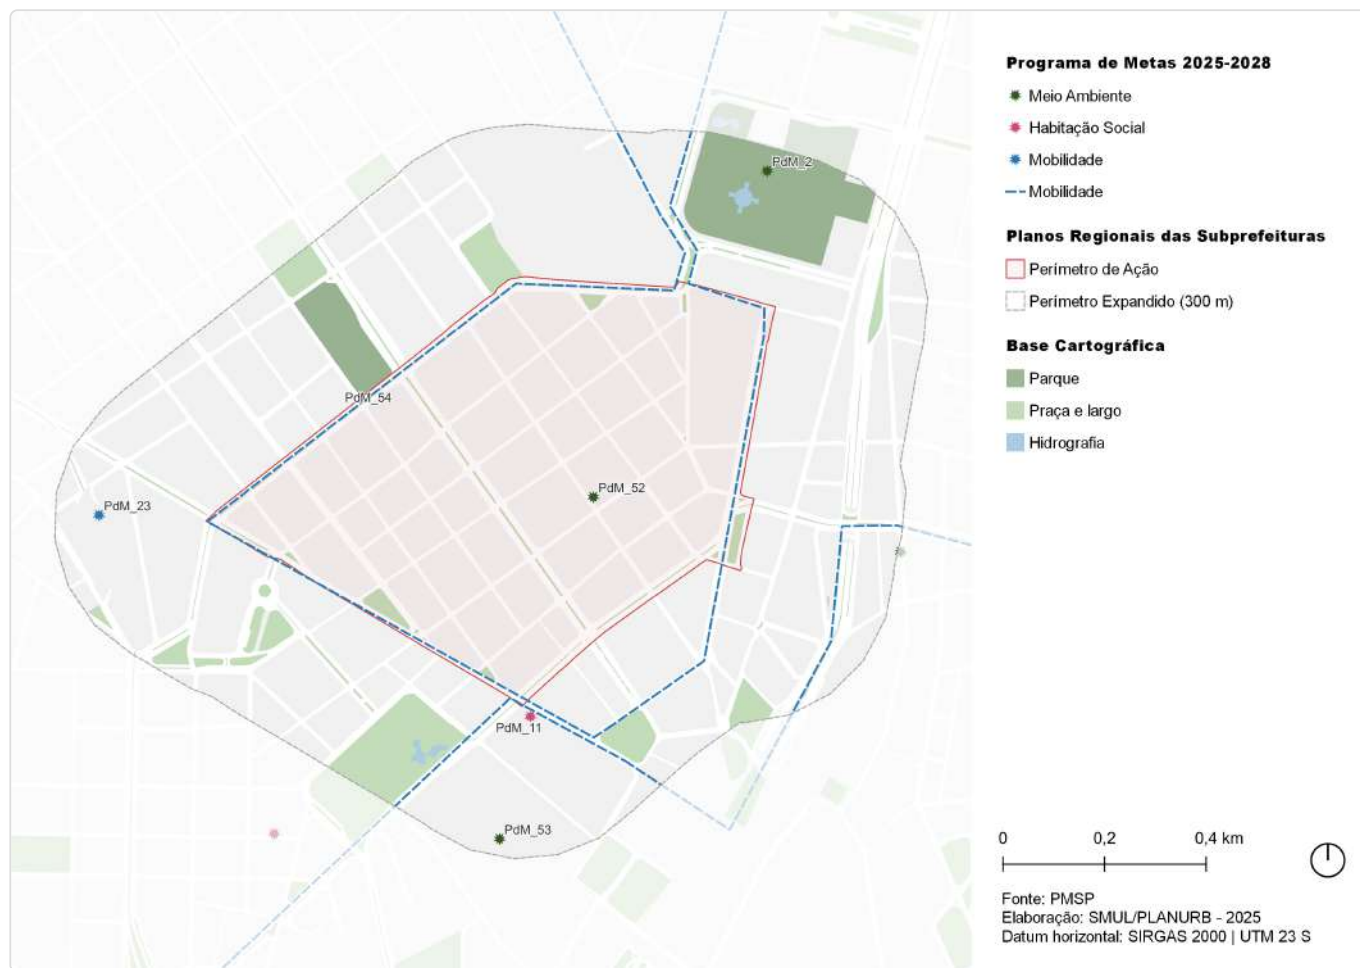 PdM_2
PdM_54
PdM_52
PdM_23
PdM_11
PdM_53
Programa de Metas 2025-2028
Meio Ambiente
Habitação Social
Mobilidade
Mobilidade
Planos Regionais das Subprefeituras
Perímetro de Ação
Perímetro Expandido (300 m)
Base Cartográfica
Parque
Praça e largo
Hidrografia
0 0,2 0,4 km
Fonte: PMSP
Elaboração: SMUL/PLANURB - 2025
Datum horizontal: SIRGAS 2000 | UTM 23 S